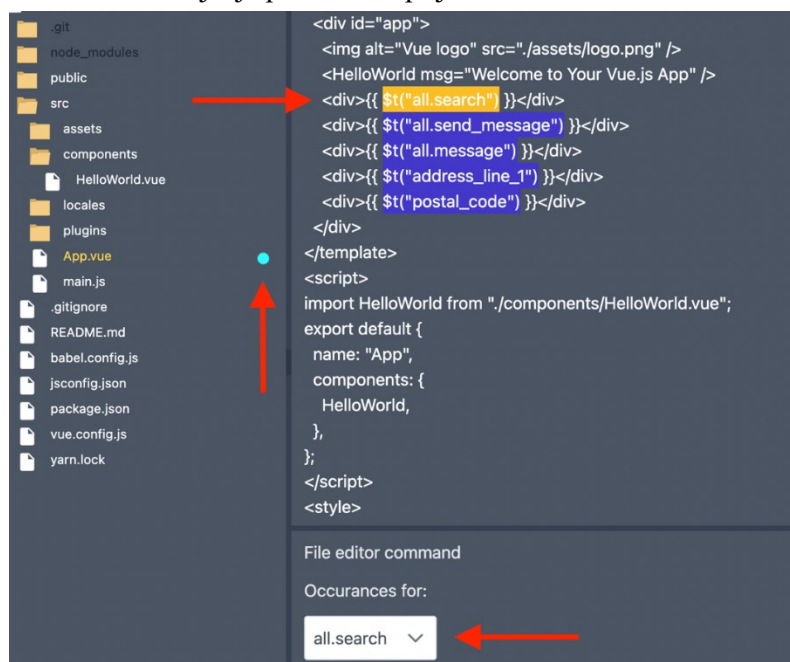 .git
node_modules
public
src
assets
components
HelloWorld.vue
locales
plugins
App.vue
main.js
.gitignore
README.md
babel.config.js
jsconfig.json
package.json
vue.config.js
yarn.lock
<div id="app">
<img alt="Vue logo" src="./assets/logo.png" />
<HelloWorld msg="Welcome to Your Vue.js App" />
<div>{{ $t("all.search") }}</div>
<div>{{ $t("all.send_message") }}</div>
<div>{{ $t("all.message") }}</div>
<div>{{ $t("address_line_1") }}</div>
<div>{{ $t("postal_code") }}</div>
</div>
</template>
<script>
import HelloWorld from "./components/HelloWorld.vue";
export default {
name: "App",
components: {
HelloWorld,
},
};
</script>
<style>
File editor command
Occurances for:
all.search